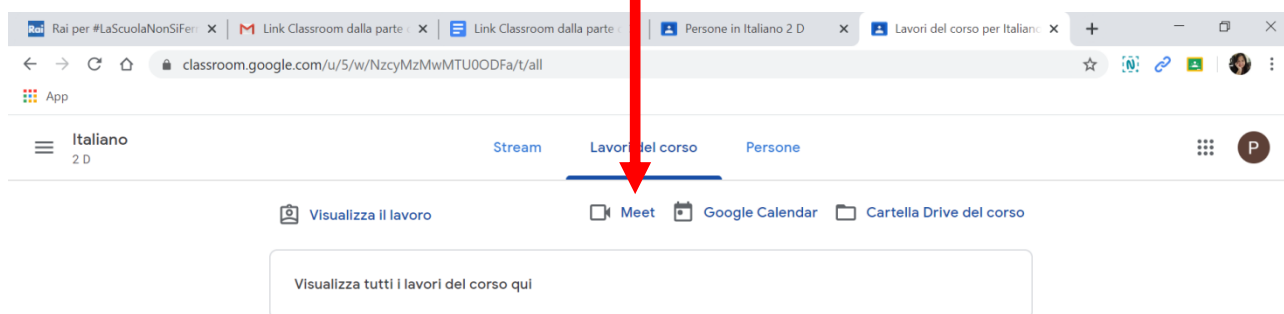 Rai Rai per #LaScuolaNonSiFer Link Classroom dalla parte Link Classroom dalla parte Persone in Italiano 2 D Lavori del corso per Italiano
classroom.google.com/u/5/w/NzcyMzMwMTU0ODFa/t/all
App
Italiano
2 D
Stream Lavori del corso Persone
P
Visualizza il lavoro Meet Google Calendar Cartella Drive del corso
Visualizza tutti i lavori del corso qui